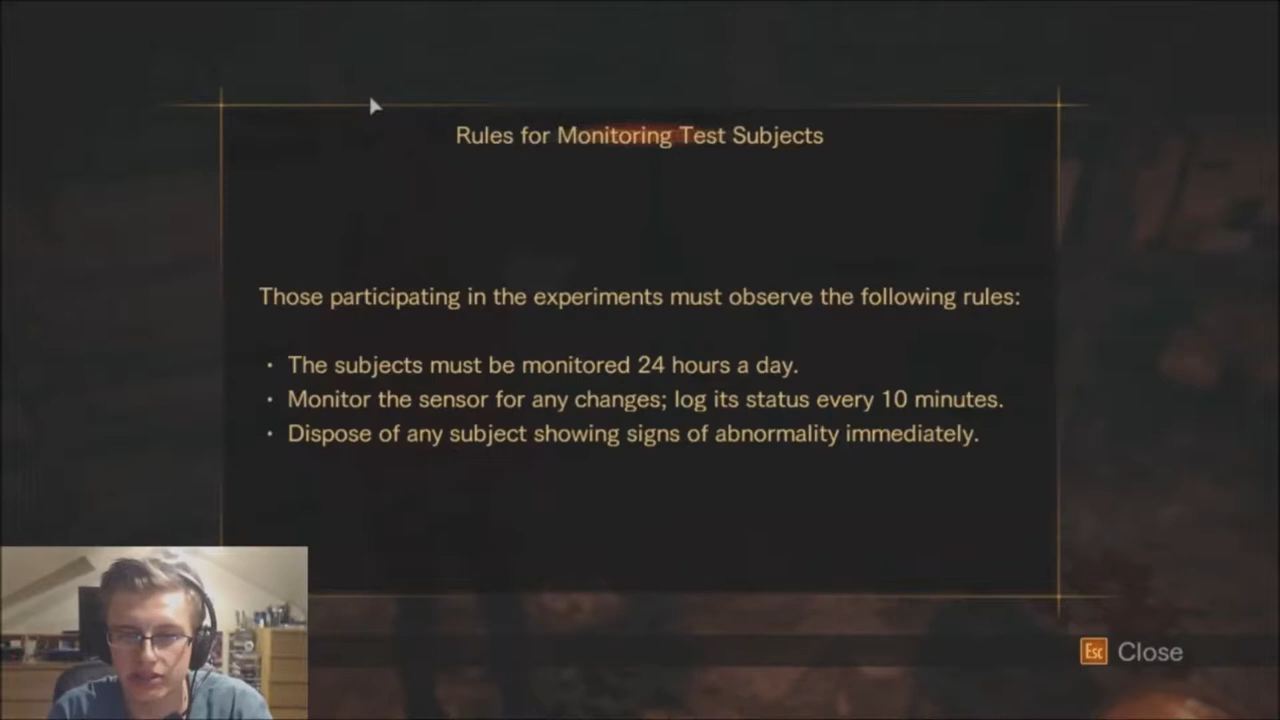 Rules for Monitoring Test Subjects
Those participating in the experiments must observe the following rules:
· The subjects must be monitored 24 hours a day.
· Monitor the sensor for any changes; log its status every 10 minutes.
· Dispose of any subject showing signs of abnormality immediately.
Esc Close